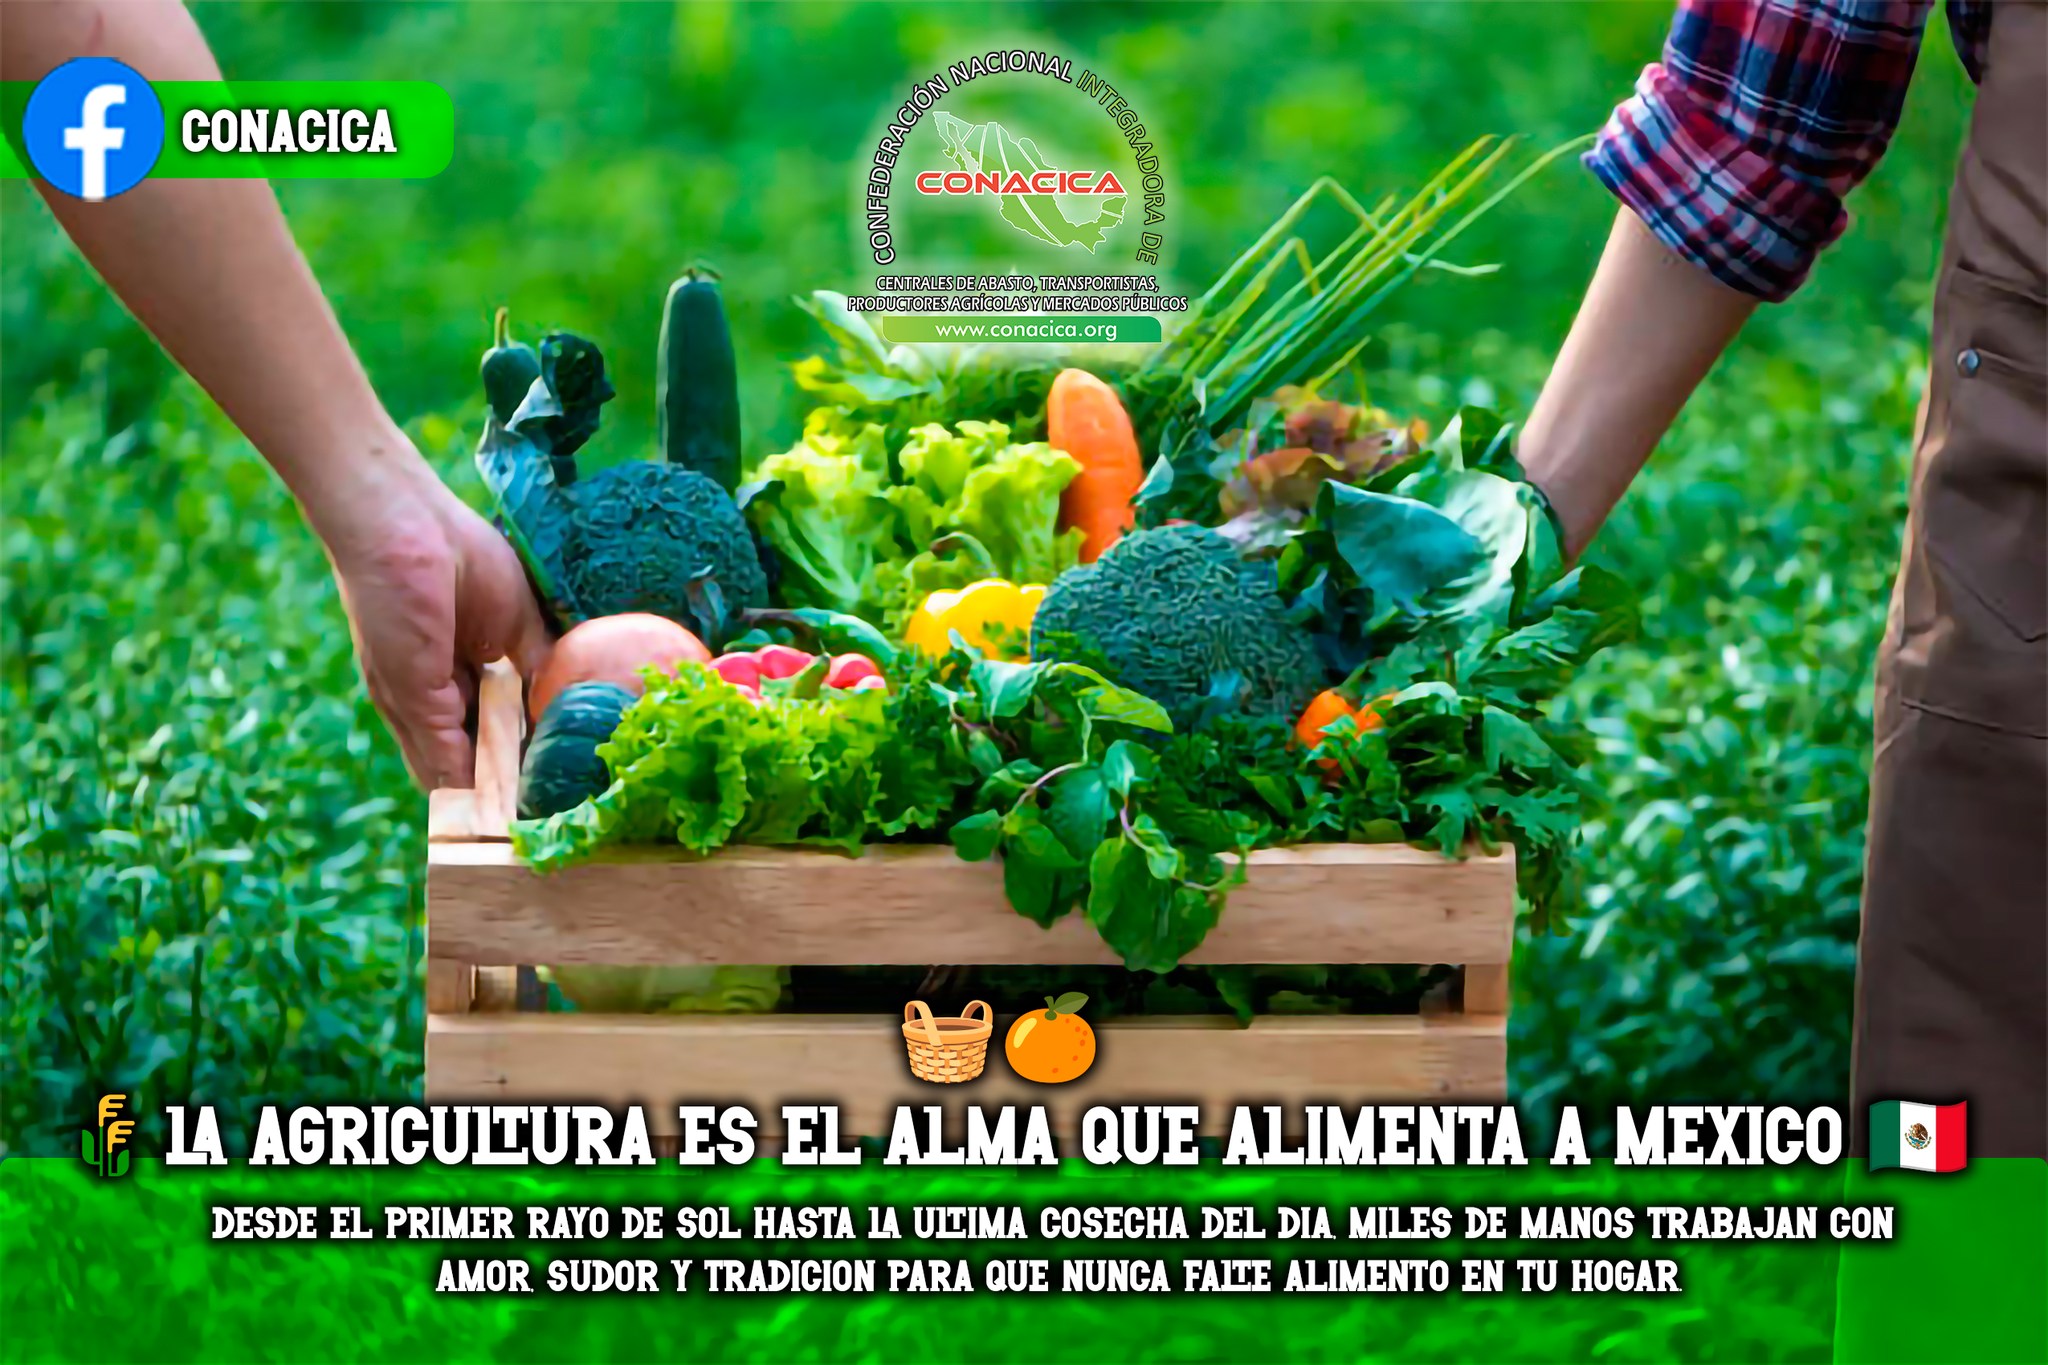 CONACICA
CONFEDERACIÓN NACIONAL INTEGRADORA DE
CONACICA
CENTRALES DE ABASTO, TRANSPORTISTAS,
PRODUCTORES AGRÍCOLAS Y MERCADOS PÚBLICOS
www.conacica.org
LA AGRICULTURA ES EL ALMA QUE ALIMENTA A MEXICO
DESDE EL PRIMER RAYO DE SOL HASTA LA ULTIMA COSECHA DEL DIA, MILES DE MANOS TRABAJAN CON
AMOR, SUDOR Y TRADICION PARA QUE NUNCA FALTE ALIMENTO EN TU HOGAR.